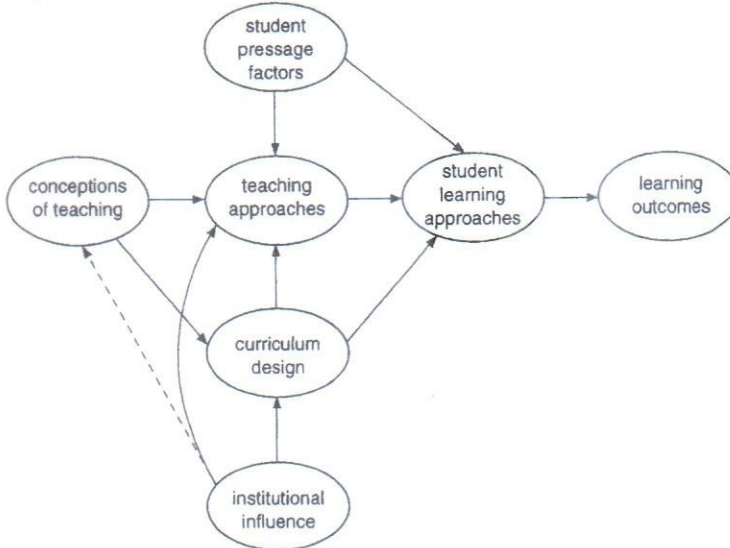 student
pressage
factors
conceptions
of teaching
teaching
approaches
student
learning
approaches
learning
outcomes
curriculum
design
institutional
influence